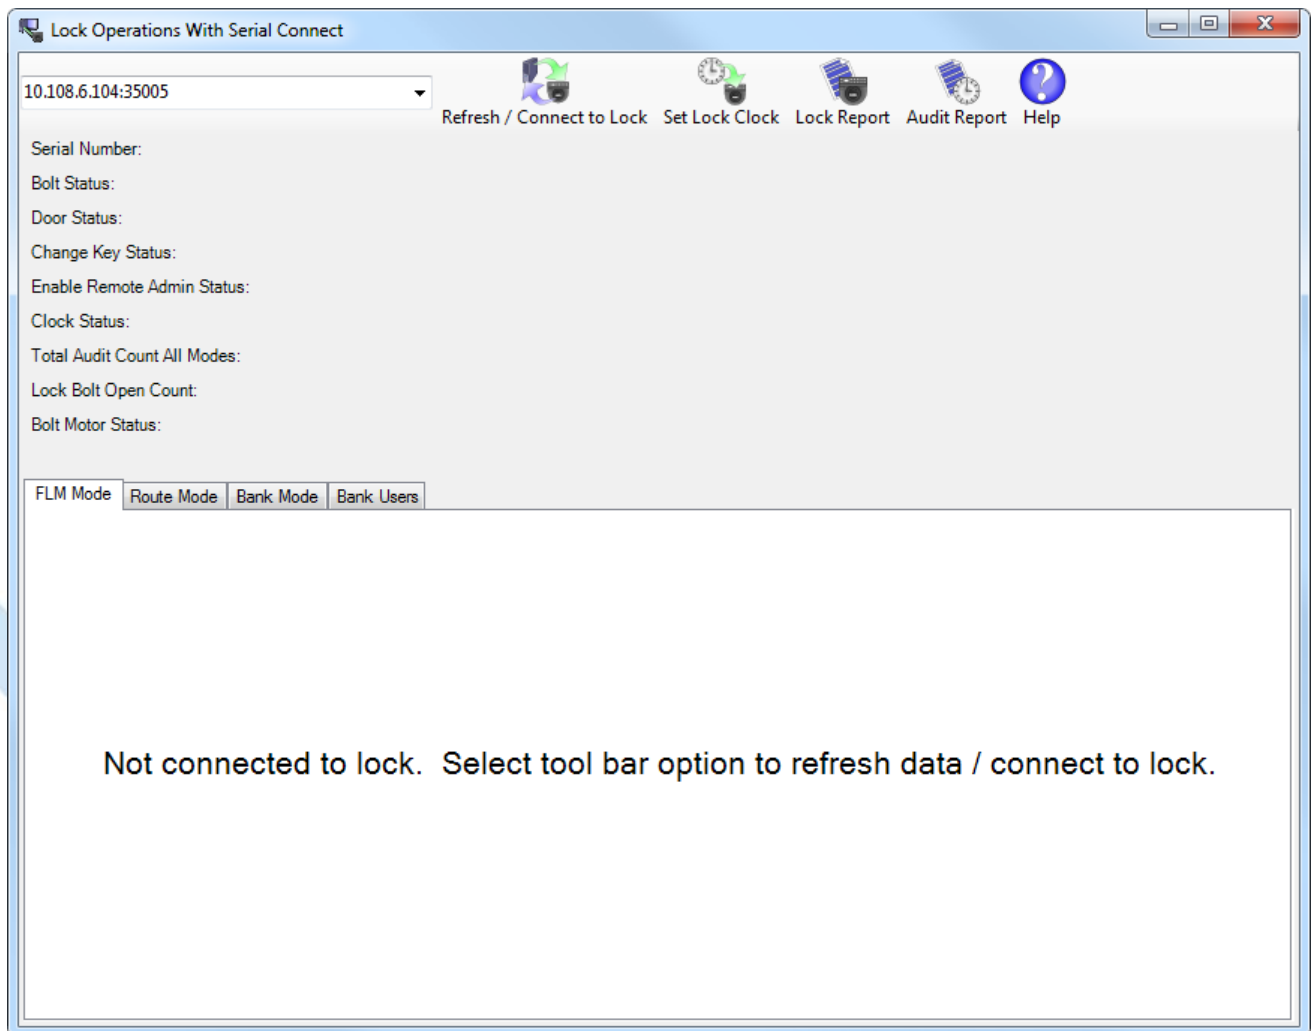 Lock Operations With Serial Connect
10.108.6.104:35005
Refresh / Connect to Lock Set Lock Clock Lock Report Audit Report Help
Serial Number:
Bolt Status:
Door Status:
Change Key Status:
Enable Remote Admin Status:
Clock Status:
Total Audit Count All Modes:
Lock Bolt Open Count:
Bolt Motor Status:
FLM Mode Route Mode Bank Mode Bank Users
Not connected to lock.  Select tool bar option to refresh data / connect to lock.